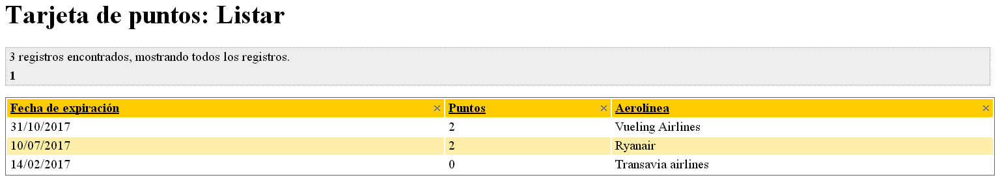 Tarjeta de puntos: Listar
3 registros encontrados, mostrando todos los registros.
1
Fecha de expiración × Puntos × Aerolínea ×
31/10/2017 2 Vueling Airlines
10/07/2017 2 Ryanair
14/02/2017 0 Transavia airlines